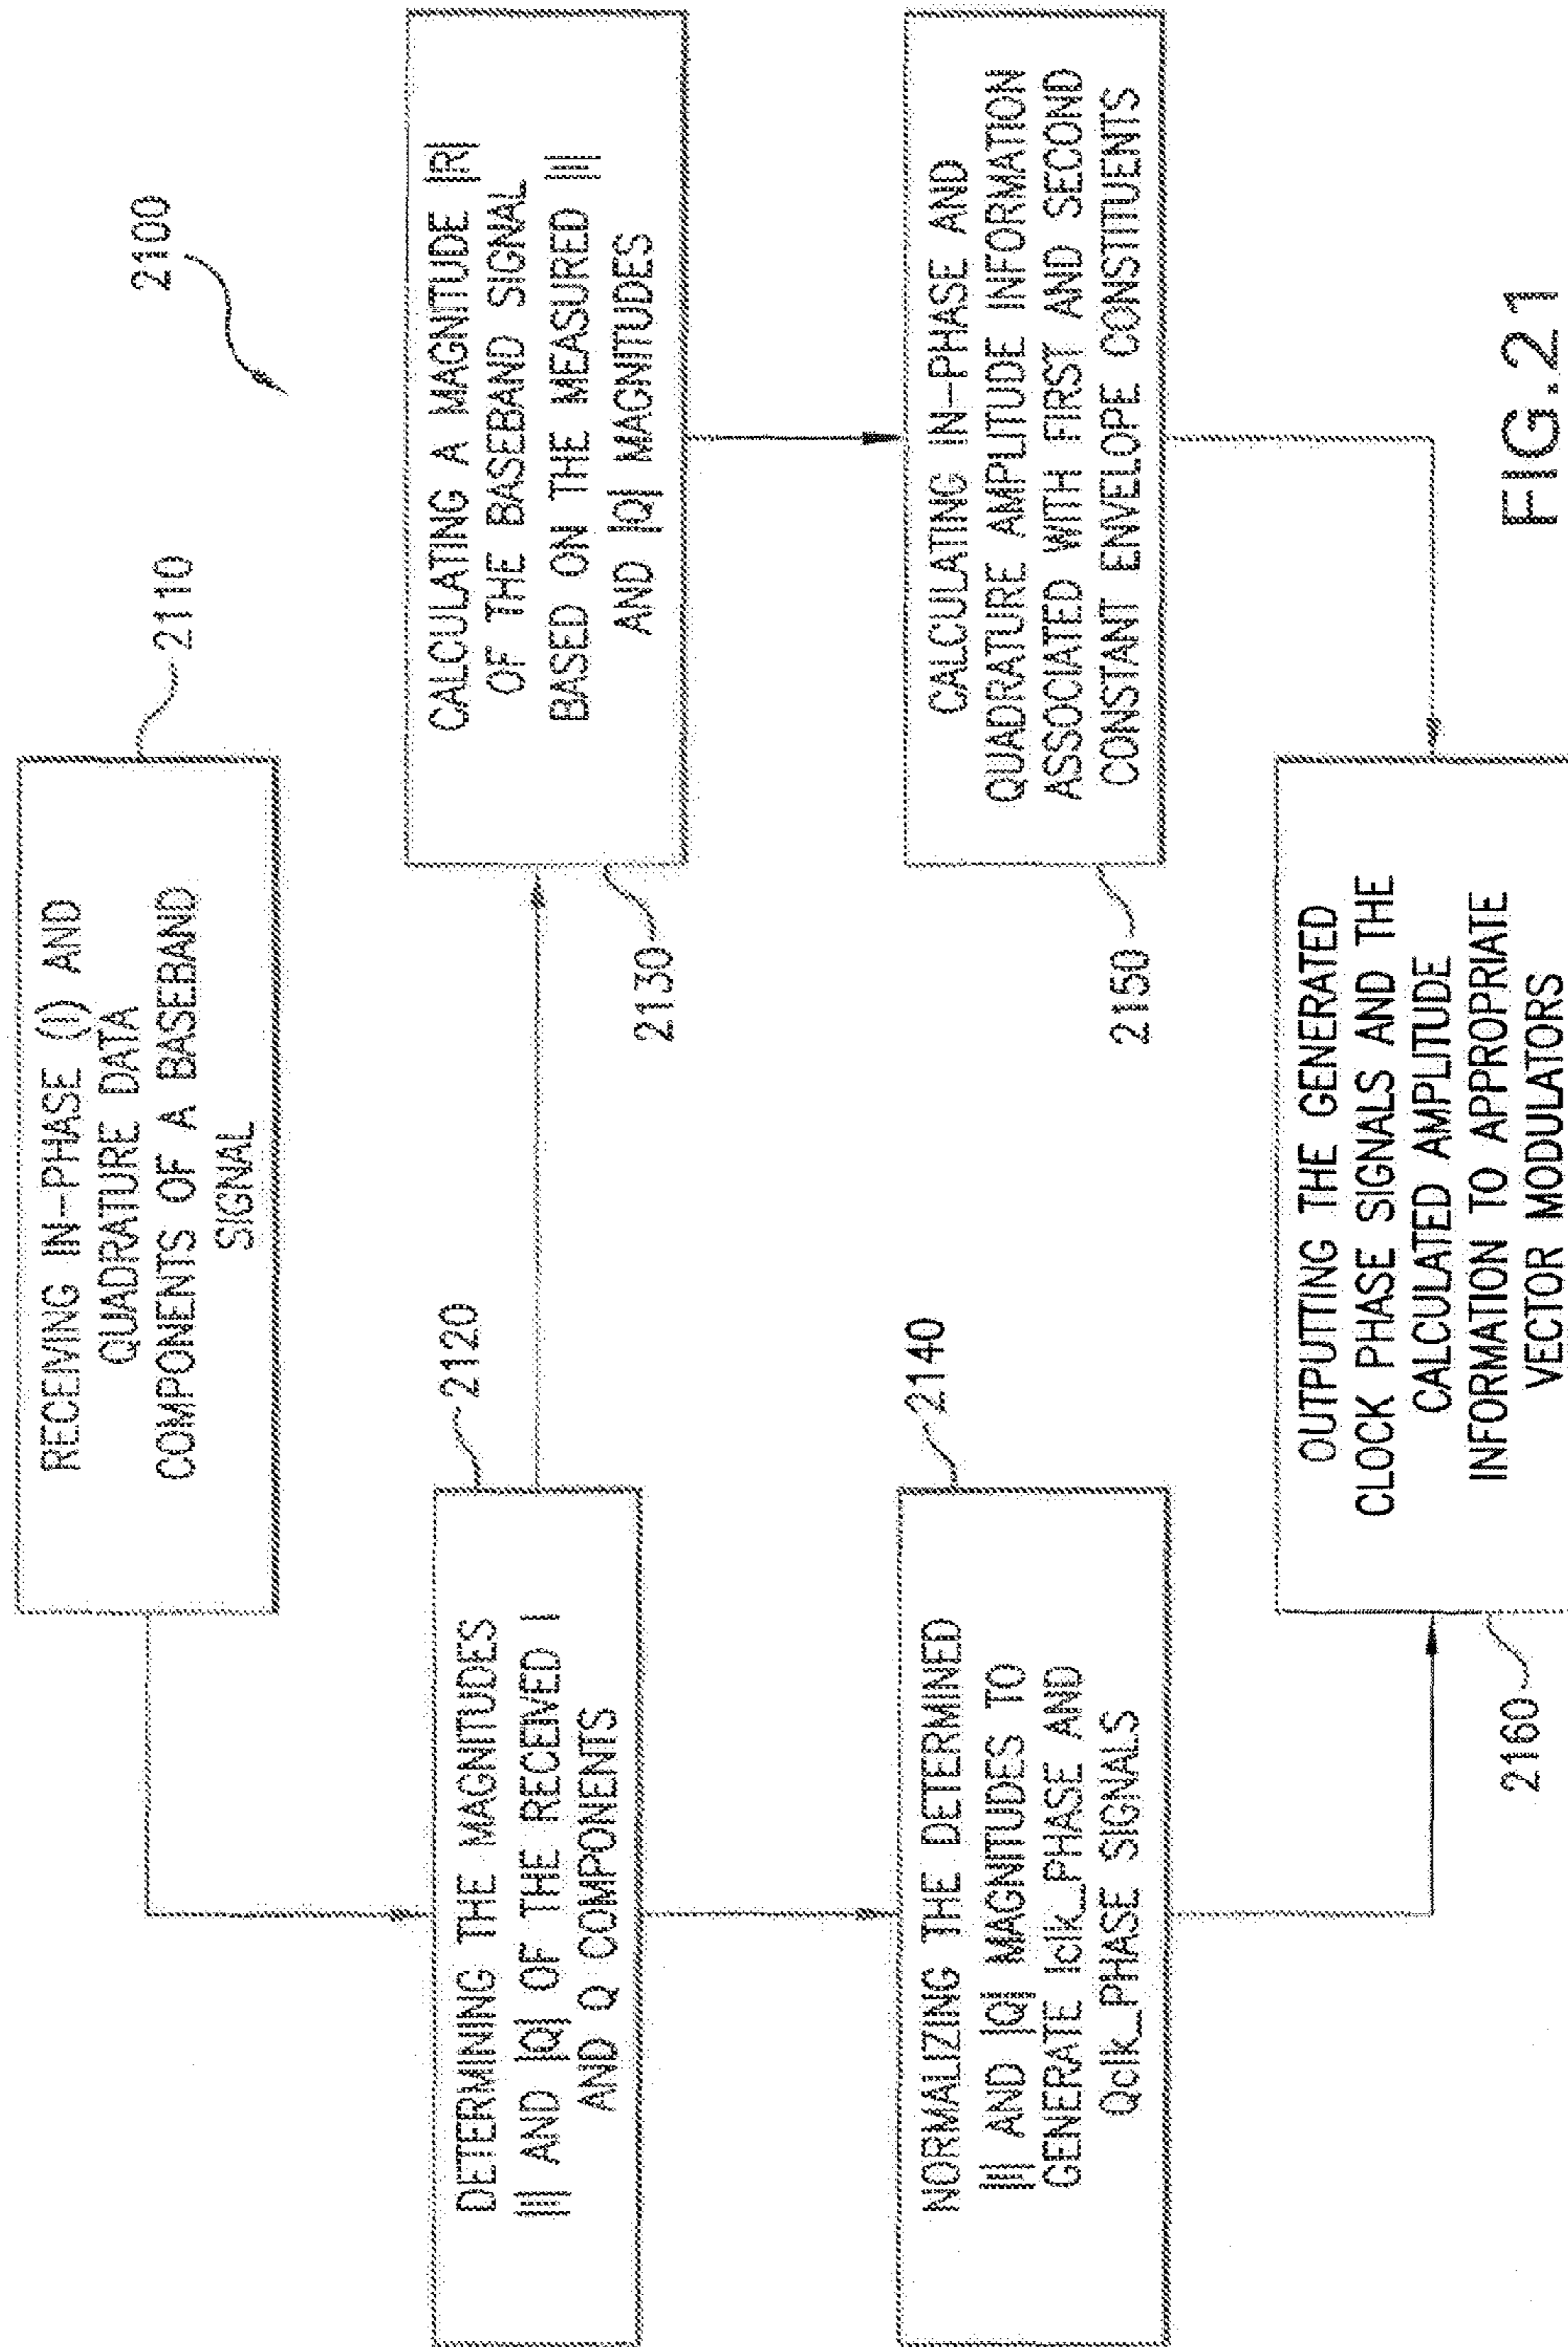 2100
RECEIVING IN-PHASE (I) AND
QUADRATURE DATA
COMPONENTS OF A BASEBAND
SIGNAL
2110
DETERMINING THE MAGNITUDES
|I| AND |Q| OF THE RECEIVED I
AND Q COMPONENTS
2120
CALCULATING A MAGNITUDE |R|
OF THE BASEBAND SIGNAL
BASED ON THE MEASURED |I|
AND |Q| MAGNITUDES
2130
NORMALIZING THE DETERMINED
|I| AND |Q| MAGNITUDES TO
GENERATE Iclk_PHASE AND
Qclk_PHASE SIGNALS
2140
CALCULATING IN-PHASE AND
QUADRATURE AMPLITUDE INFORMATION
ASSOCIATED WITH FIRST AND SECOND
CONSTANT ENVELOPE CONSTITUENTS
2150
OUTPUTTING THE GENERATED
CLOCK PHASE SIGNALS AND THE
CALCULATED AMPLITUDE
INFORMATION TO APPROPRIATE
VECTOR MODULATORS
2160
FIG.21